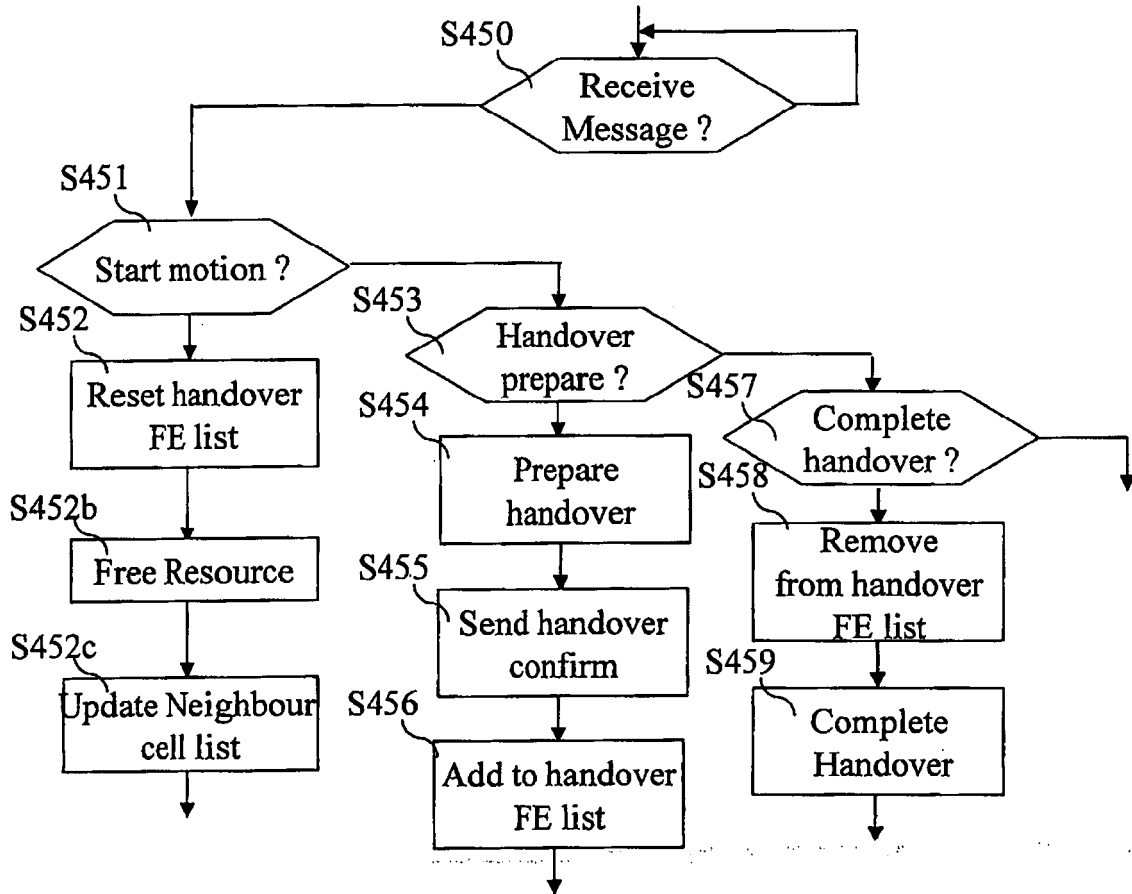 S450
Receive
Message ?
S451
Start motion ?
S452
Reset handover
FE list
S452b
Free Resource
S452c
Update Neighbour
cell list
S453
Handover
prepare ?
S454
Prepare
handover
S455
Send handover
confirm
S456
Add to handover
FE list
S457
Complete
handover ?
S458
Remove
from handover
FE list
S459
Complete
Handover